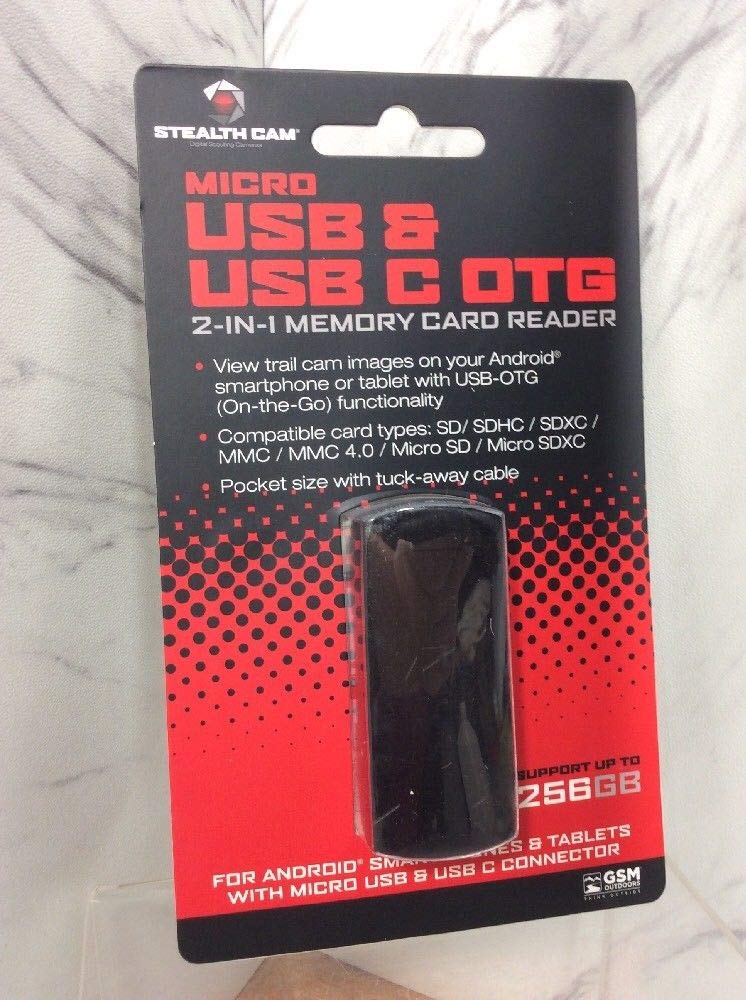 STEALTH CAM®
Digital Scouting Cameras
MICRO
USB &
USB C OTG
2-IN-1 MEMORY CARD READER
• View trail cam images on your Android®
smartphone or tablet with USB-OTG
(On-the-Go) functionality
• Compatible card types: SD/ SDHC / SDXC /
MMC / MMC 4.0 / Micro SD / Micro SDXC
• Pocket size with tuck-away cable
SUPPORT UP TO
256GB
FOR ANDROID® & TABLETS
WITH MICRO USB & USB C CONNECTOR
GSM
OUTDOORS
THINK OUTSIDE